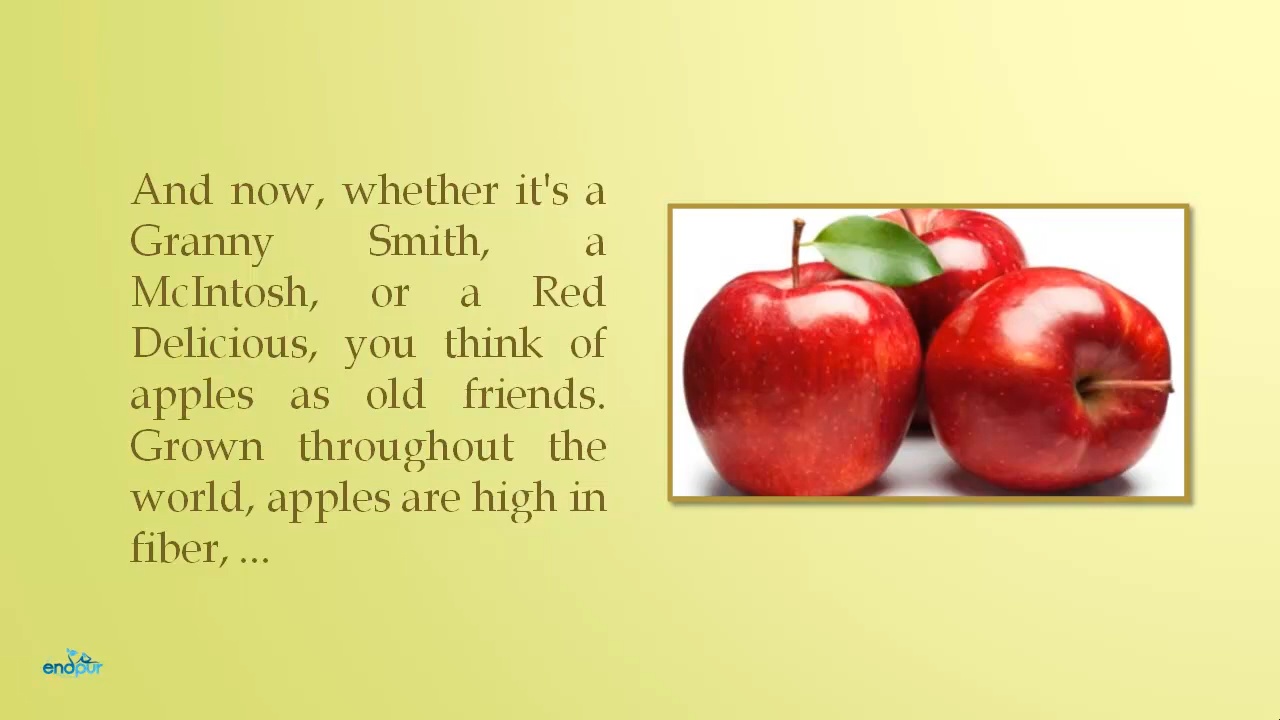 And now, whether it's a
Granny Smith, a
McIntosh, or a Red
Delicious, you think of
apples as old friends.
Grown throughout the
world, apples are high in
fiber, ...
endpur